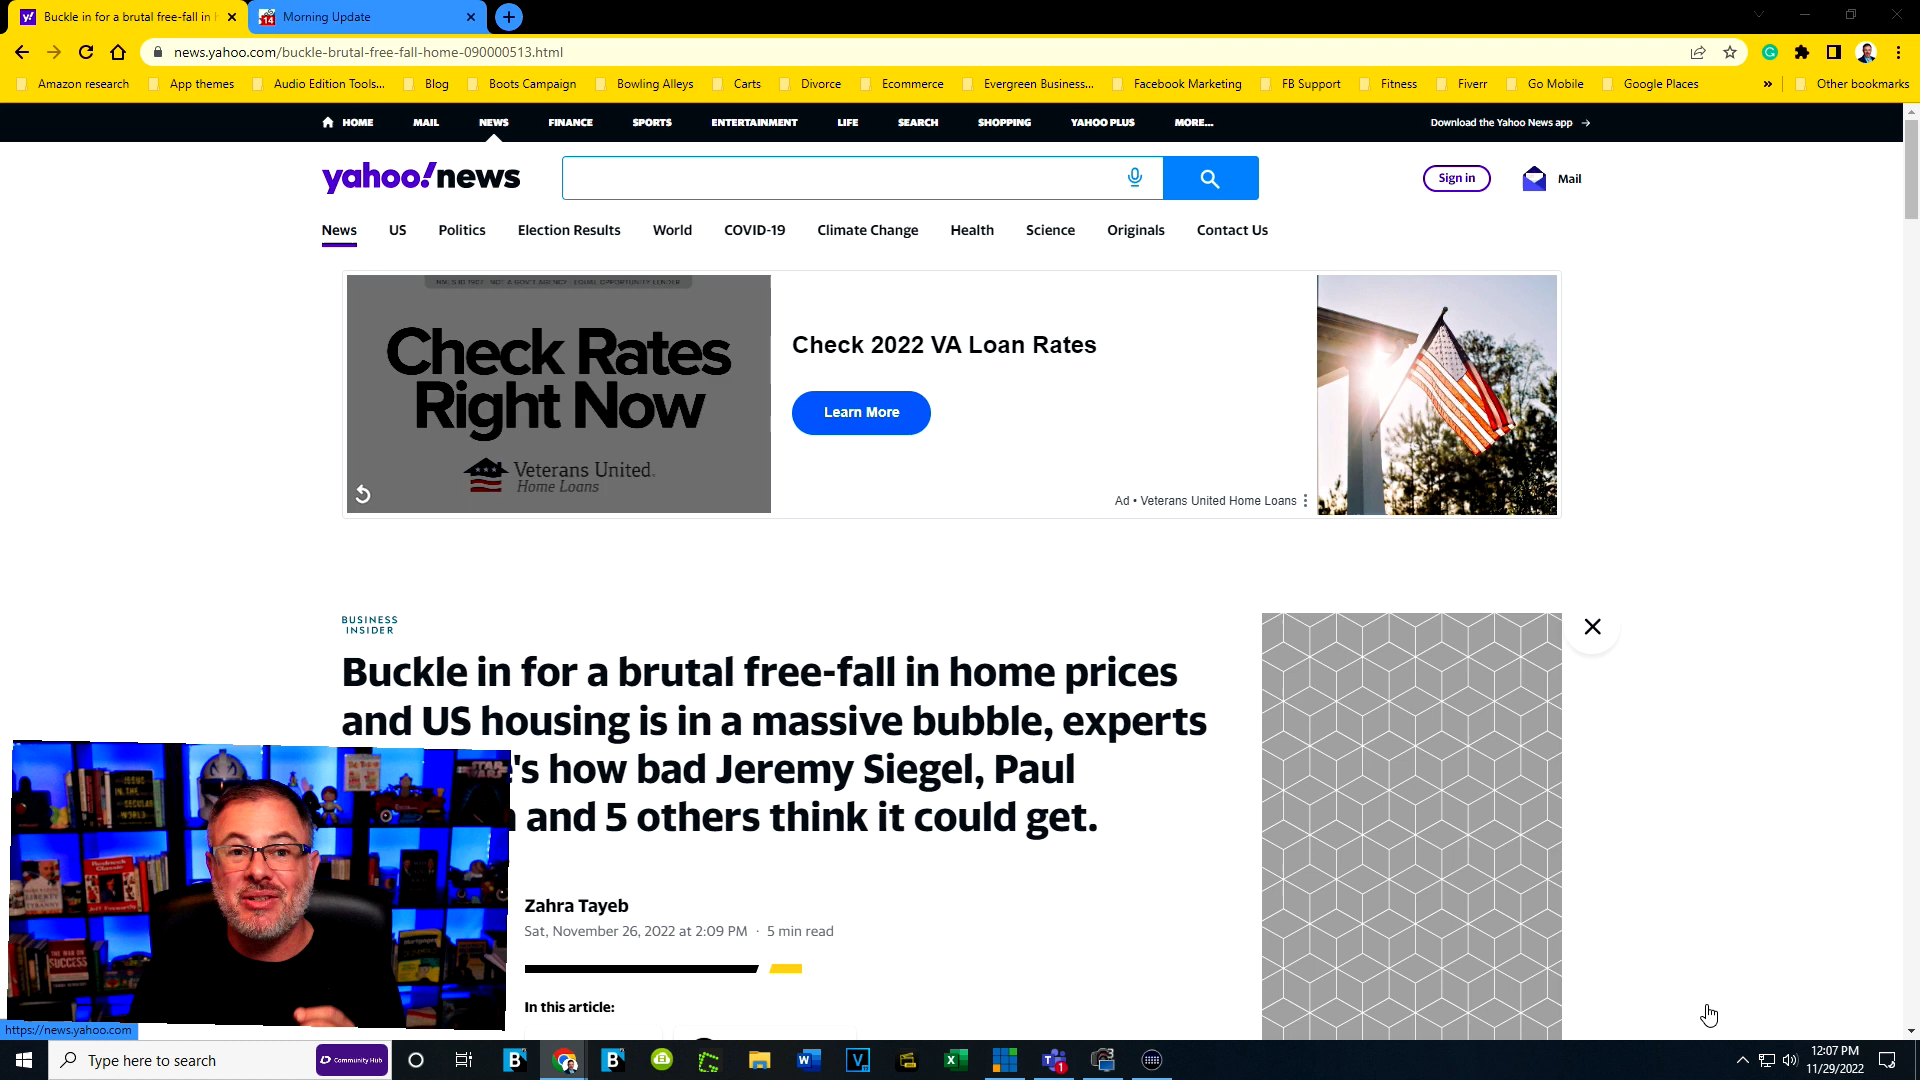 Buckle in for a brutal free-fall in h
Morning Update
news.yahoo.com/buckle-brutal-free-fall-home-090000513.html
Amazon research
App themes
Audio Edition Tools...
Blog
Boots Campaign
Bowling Alleys
Carts
Divorce
Ecommerce
Evergreen Business...
Facebook Marketing
FB Support
Fitness
Fiverr
Go Mobile
Google Places
»
Other bookmarks
HOME
MAIL
NEWS
FINANCE
SPORTS
ENTERTAINMENT
LIFE
SEARCH
SHOPPING
YAHOO PLUS
MORE...
Download the Yahoo News app →
yahoo!news
Sign in
Mail
News
US
Politics
Election Results
World
COVID-19
Climate Change
Health
Science
Originals
Contact Us
Check Rates
Right Now
Veterans United.
Home Loans
Check 2022 VA Loan Rates
Learn More
Ad • Veterans United Home Loans
BUSINESS
INSIDER
Buckle in for a brutal free-fall in home prices
and US housing is in a massive bubble, experts
's how bad Jeremy Siegel, Paul
and 5 others think it could get.
Zahra Tayeb
Sat, November 26, 2022 at 2:09 PM · 5 min read
In this article:
https://news.yahoo.com
Type here to search
Community Hub
12:07 PM
11/29/2022